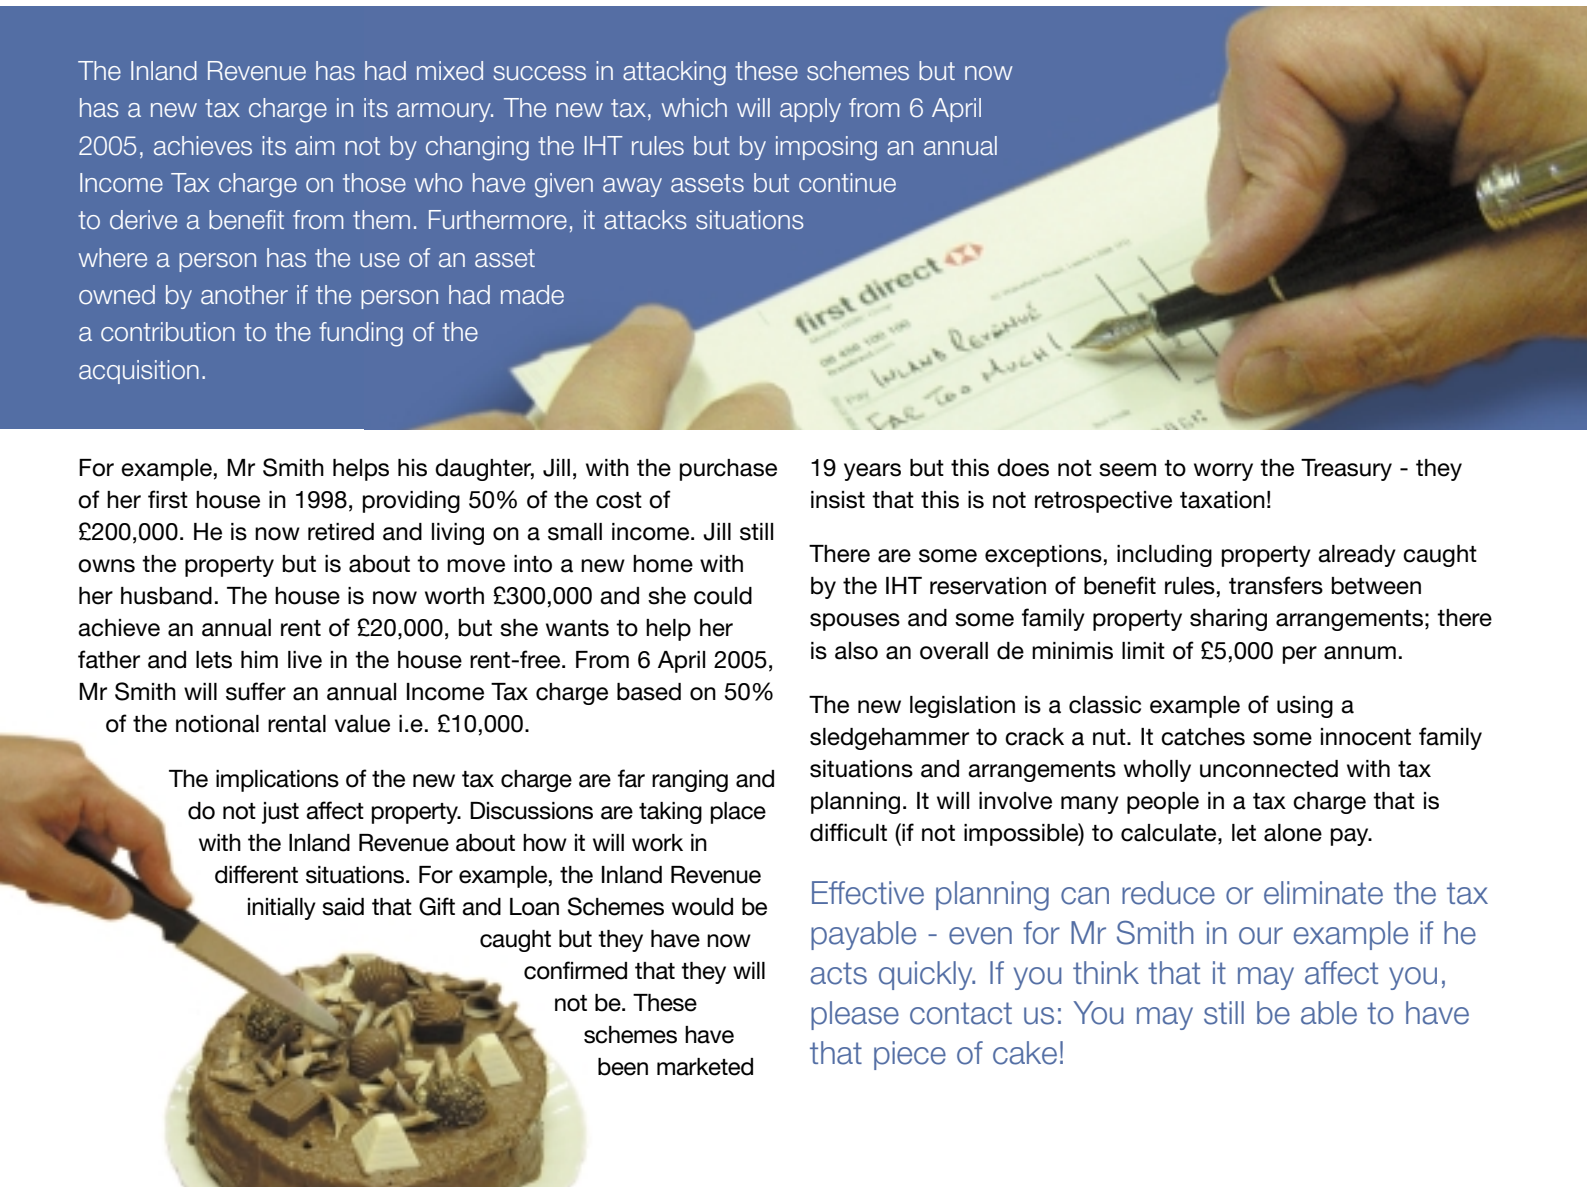 The Inland Revenue has had mixed success in attacking these schemes but now
has a new tax charge in its armoury. The new tax, which will apply from 6 April
2005, achieves its aim not by changing the IHT rules but by imposing an annual
Income Tax charge on those who have given away assets but continue
to derive a benefit from them. Furthermore, it attacks situations
where a person has the use of an asset
owned by another if the person had made
a contribution to the funding of the
acquisition.
first direct
08 456 100 100
Pay INLAND REVENUE
FAR TOO MUCH!
For example, Mr Smith helps his daughter, Jill, with the purchase
of her first house in 1998, providing 50% of the cost of
£200,000. He is now retired and living on a small income. Jill still
owns the property but is about to move into a new home with
her husband. The house is now worth £300,000 and she could
achieve an annual rent of £20,000, but she wants to help her
father and lets him live in the house rent-free. From 6 April 2005,
Mr Smith will suffer an annual Income Tax charge based on 50%
of the notional rental value i.e. £10,000.
The implications of the new tax charge are far ranging and
do not just affect property. Discussions are taking place
with the Inland Revenue about how it will work in
different situations. For example, the Inland Revenue
initially said that Gift and Loan Schemes would be
caught but they have now
confirmed that they will
not be. These
schemes have
been marketed
19 years but this does not seem to worry the Treasury - they
insist that this is not retrospective taxation!
There are some exceptions, including property already caught
by the IHT reservation of benefit rules, transfers between
spouses and some family property sharing arrangements; there
is also an overall de minimis limit of £5,000 per annum.
The new legislation is a classic example of using a
sledgehammer to crack a nut. It catches some innocent family
situations and arrangements wholly unconnected with tax
planning. It will involve many people in a tax charge that is
difficult (if not impossible) to calculate, let alone pay.
Effective planning can reduce or eliminate the tax
payable - even for Mr Smith in our example if he
acts quickly. If you think that it may affect you,
please contact us: You may still be able to have
that piece of cake!